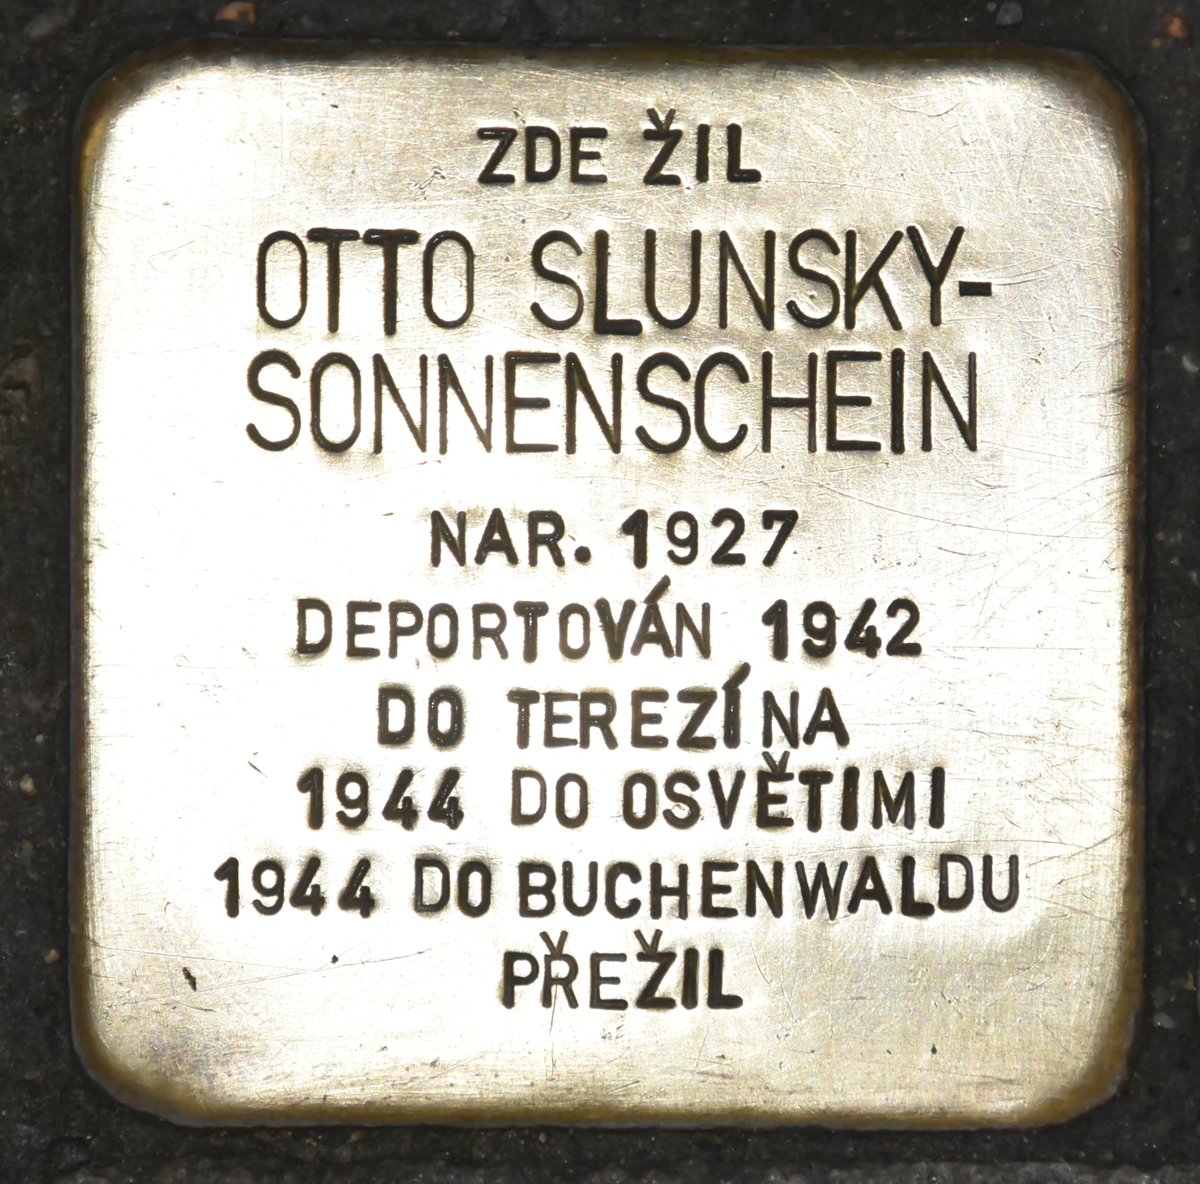 ZDE ŽIL
OTTO SLUNSKY-
SONNENSCHEIN
NAR. 1927
DEPORTOVÁN 1942
DO TEREZÍNA
1944 DO OSVĚTIMI
1944 DO BUCHENWALDU
PŘEŽIL